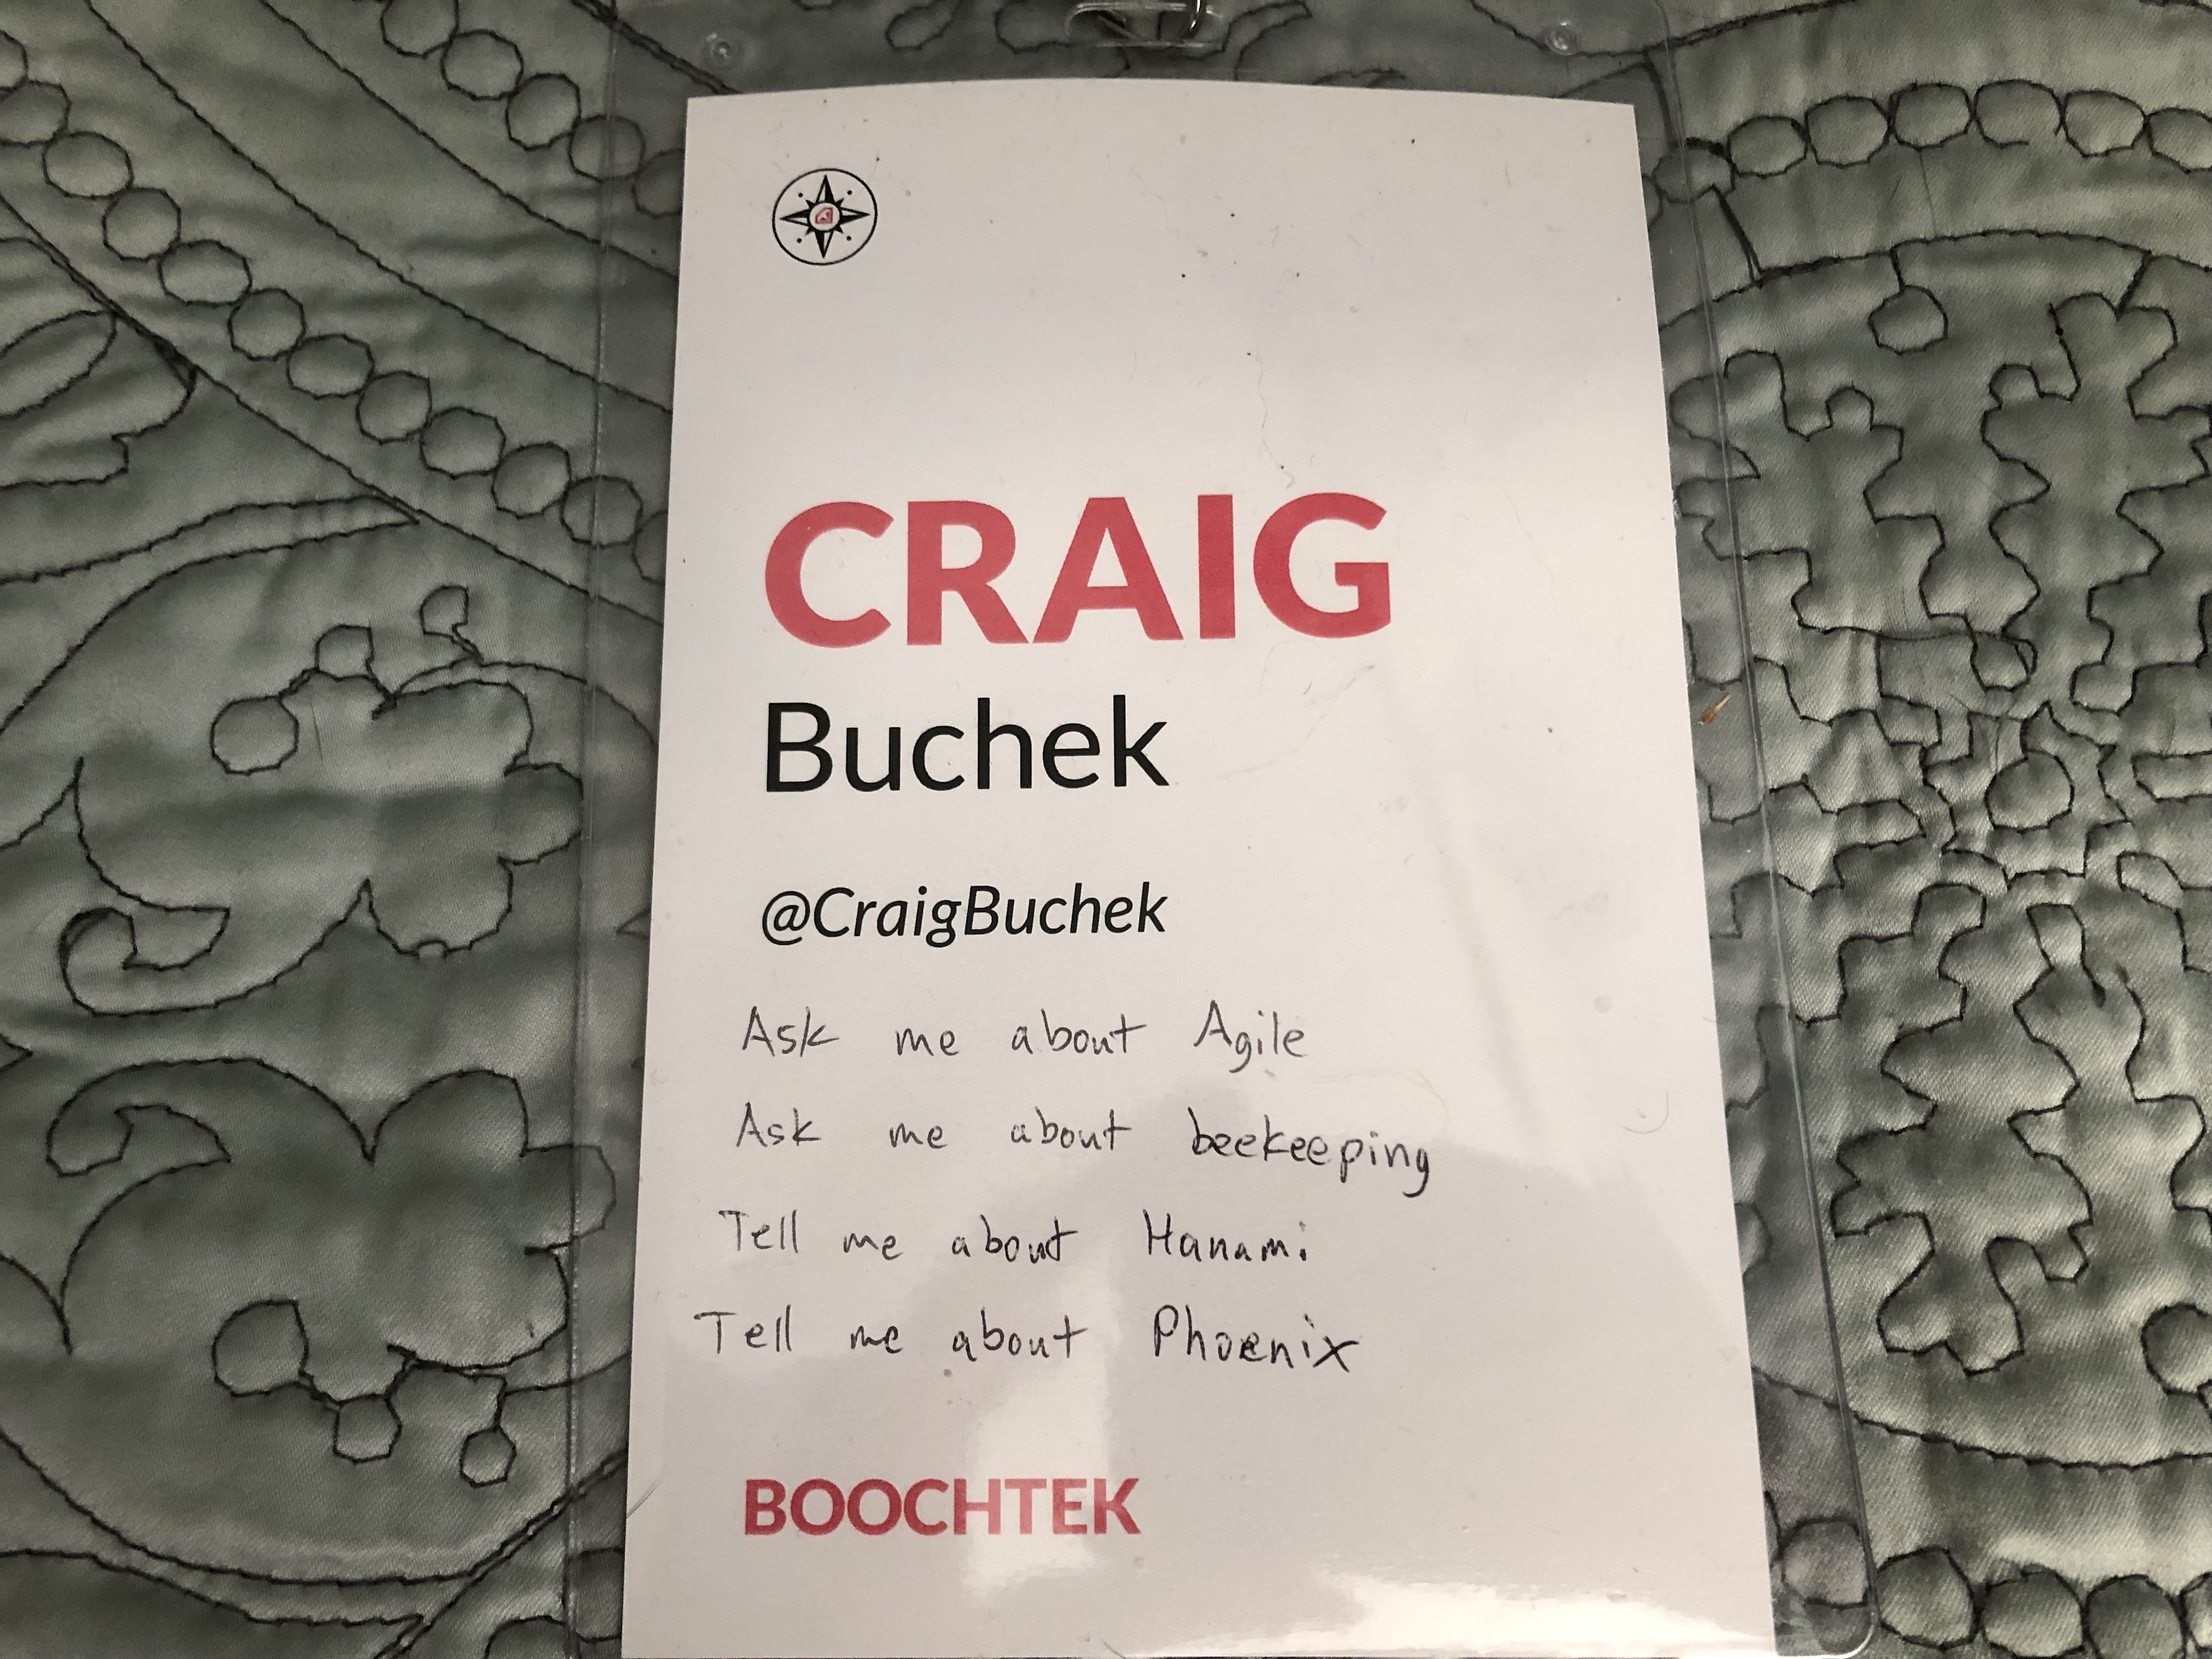 CRAIG
Buchek
@CraigBuchek
Ask me about Agile
Ask me about beekeeping
Tell me about Hanami
Tell me about Phoenix
BOOCHTEK